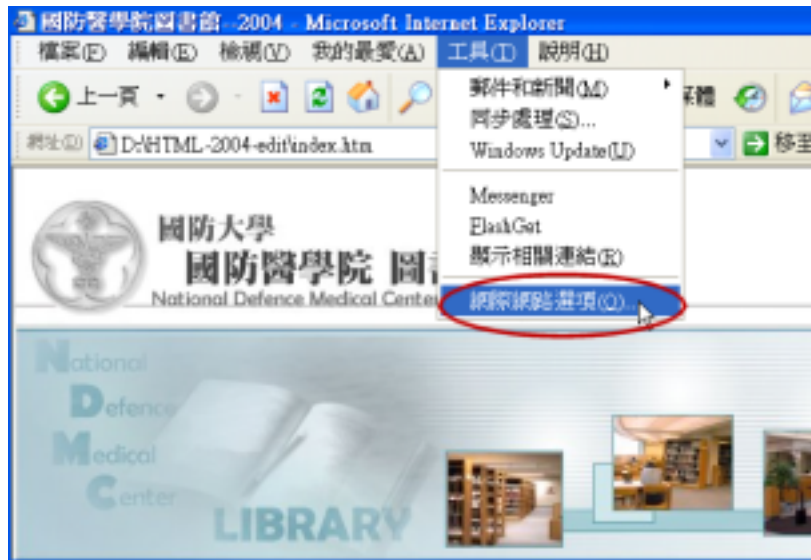 國防醫學院圖書館--2004 - Microsoft Internet Explorer
檔案(F) 編輯(E) 檢視(V) 我的最愛(A) 工具(T) 說明(H)
上一頁
郵件和新聞(M)
媒體
同步處理(S)...
網址(D) D:\HTML-2004-edit\index.htm
移至
Windows Update(U)
Messenger
FlashGet
顯示相關連結(R)
網際網路選項(O)...
國防大學
國防醫學院 圖
National Defence Medical Center
National
Defence
Medical
Center
LIBRARY